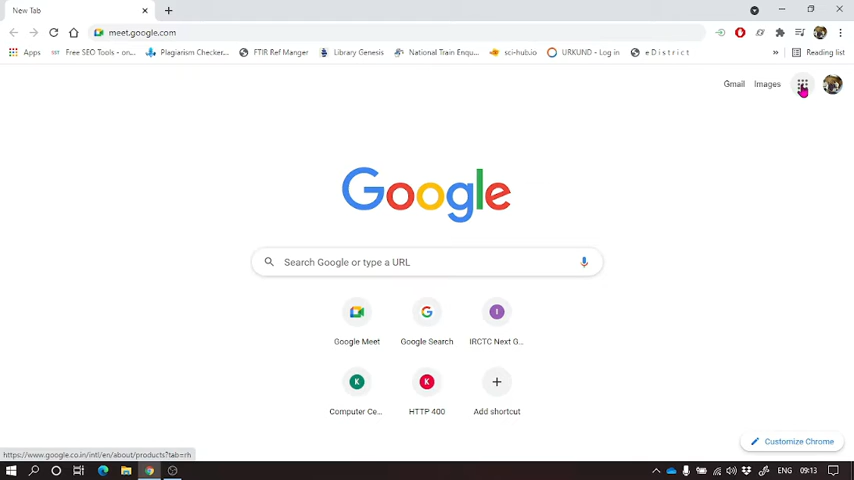 New Tab
meet.google.com
Apps
Free SEO Tools - on...
Plagiarism Checker...
FTIR Ref Manger
Library Genesis
National Train Enqu...
sci-hub.io
URKUND - Log in
e D i s t r i c t
»
Reading list
Gmail
Images
Google
Search Google or type a URL
Google Meet
Google Search
I
IRCTC Next G...
K
Computer Ce...
K
HTTP 400
Add shortcut
Customize Chrome
https://www.google.co.in/intl/en/about/products?tab=rh
ENG
09:13